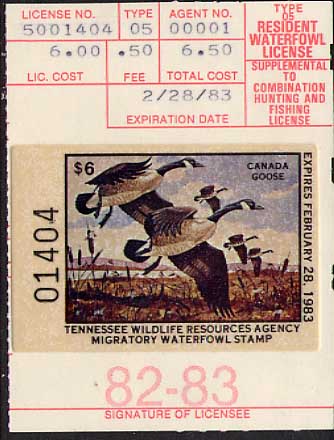 LICENSE NO. TYPE AGENT NO.
5001404 05 00001
6.00 .50 6.50
LIC. COST FEE TOTAL COST
2/28/83
EXPIRATION DATE
TYPE
05
RESIDENT
WATERFOWL
LICENSE
SUPPLEMENTAL
TO
COMBINATION
HUNTING AND
FISHING
LICENSE
$6
CANADA
GOOSE
01404
EXPIRES FEBRUARY 28, 1983
TENNESSEE WILDLIFE RESOURCES AGENCY
MIGRATORY WATERFOWL STAMP
82-83
SIGNATURE OF LICENSEE